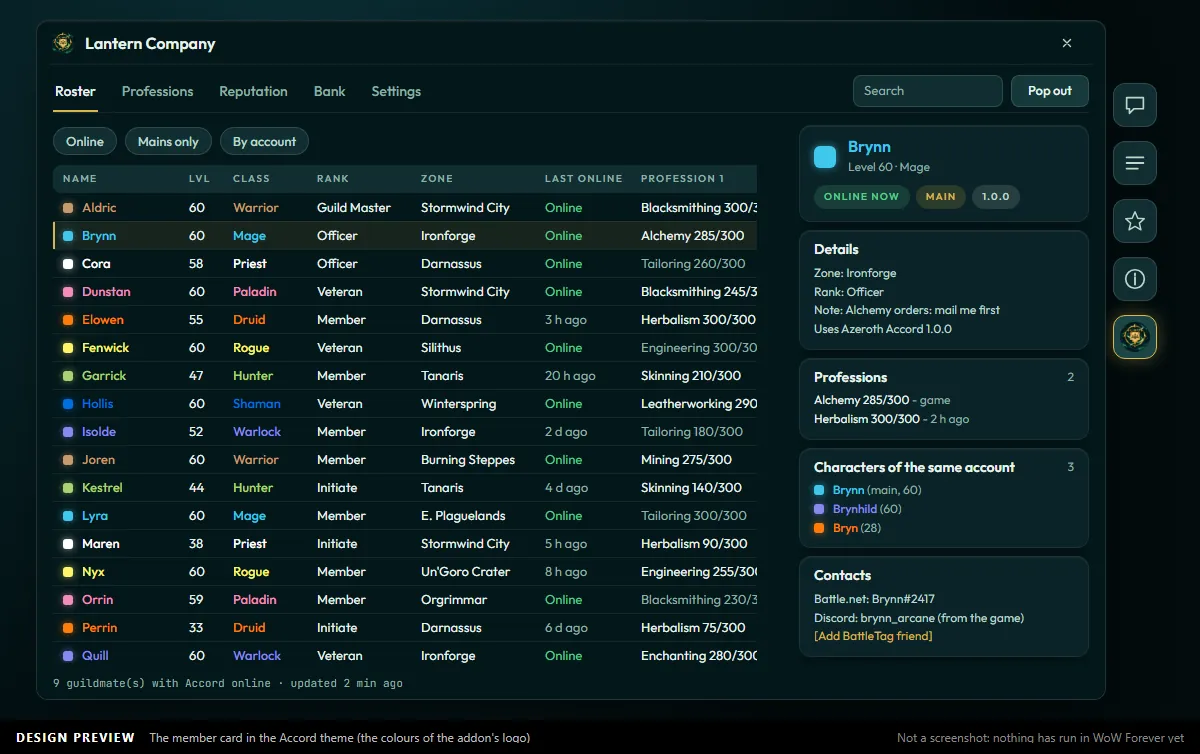 Lantern Company
Roster Professions Reputation Bank Settings Search Pop out
Online Mains only By account
NAME LVL CLASS RANK ZONE LAST ONLINE PROFESSION 1
Aldric 60 Warrior Guild Master Stormwind City Online Blacksmithing 300/3
Brynn 60 Mage Officer Ironforge Online Alchemy 285/300
Cora 58 Priest Officer Darnassus Online Tailoring 260/300
Dunstan 60 Paladin Veteran Stormwind City Online Blacksmithing 245/3
Elowen 55 Druid Member Darnassus 3 h ago Herbalism 300/300
Fenwick 60 Rogue Veteran Silithus Online Engineering 300/30
Garrick 47 Hunter Member Tanaris 20 h ago Skinning 210/300
Hollis 60 Shaman Veteran Winterspring Online Leatherworking 290
Isolde 52 Warlock Member Ironforge 2 d ago Tailoring 180/300
Joren 60 Warrior Member Burning Steppes Online Mining 275/300
Kestrel 44 Hunter Initiate Tanaris 4 d ago Skinning 140/300
Lyra 60 Mage Member E. Plaguelands Online Tailoring 300/300
Maren 38 Priest Initiate Stormwind City 5 h ago Herbalism 90/300
Nyx 60 Rogue Member Un'Goro Crater 8 h ago Engineering 255/300
Orrin 59 Paladin Member Orgrimmar Online Blacksmithing 230/3
Perrin 33 Druid Initiate Darnassus 6 d ago Herbalism 75/300
Quill 60 Warlock Veteran Ironforge Online Enchanting 280/300
9 guildmate(s) with Accord online · updated 2 min ago
Brynn
Level 60 · Mage
ONLINE NOW MAIN 1.0.0
Details
Zone: Ironforge
Rank: Officer
Note: Alchemy orders: mail me first
Uses Azeroth Accord 1.0.0
Professions 2
Alchemy 285/300 - game
Herbalism 300/300 - 2 h ago
Characters of the same account 3
Brynn (main, 60)
Brynhild (60)
Bryn (28)
Contacts
Battle.net: Brynn#2417
Discord: brynn_arcane (from the game)
[Add BattleTag friend]
DESIGN PREVIEW The member card in the Accord theme (the colours of the addon's logo) Not a screenshot: nothing has run in WoW Forever yet